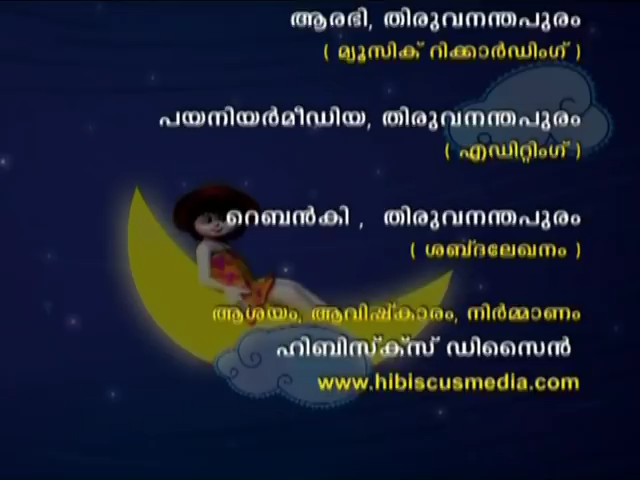 ആരഭി, തിരുവനന്തപുരം
( മ്യൂസിക് റിക്കാർഡിംഗ് )
പയനിയർമീഡിയ, തിരുവനന്തപുരം
( എഡിറ്റിംഗ് )
റെബൻകി , തിരുവനന്തപുരം
( ശബ്ദലേഖനം )
ആശയം, ആവിഷ്കാരം, നിർമ്മാണം
ഹിബിസ്ക്സ് ഡിസൈൻ
www.hibiscusmedia.com